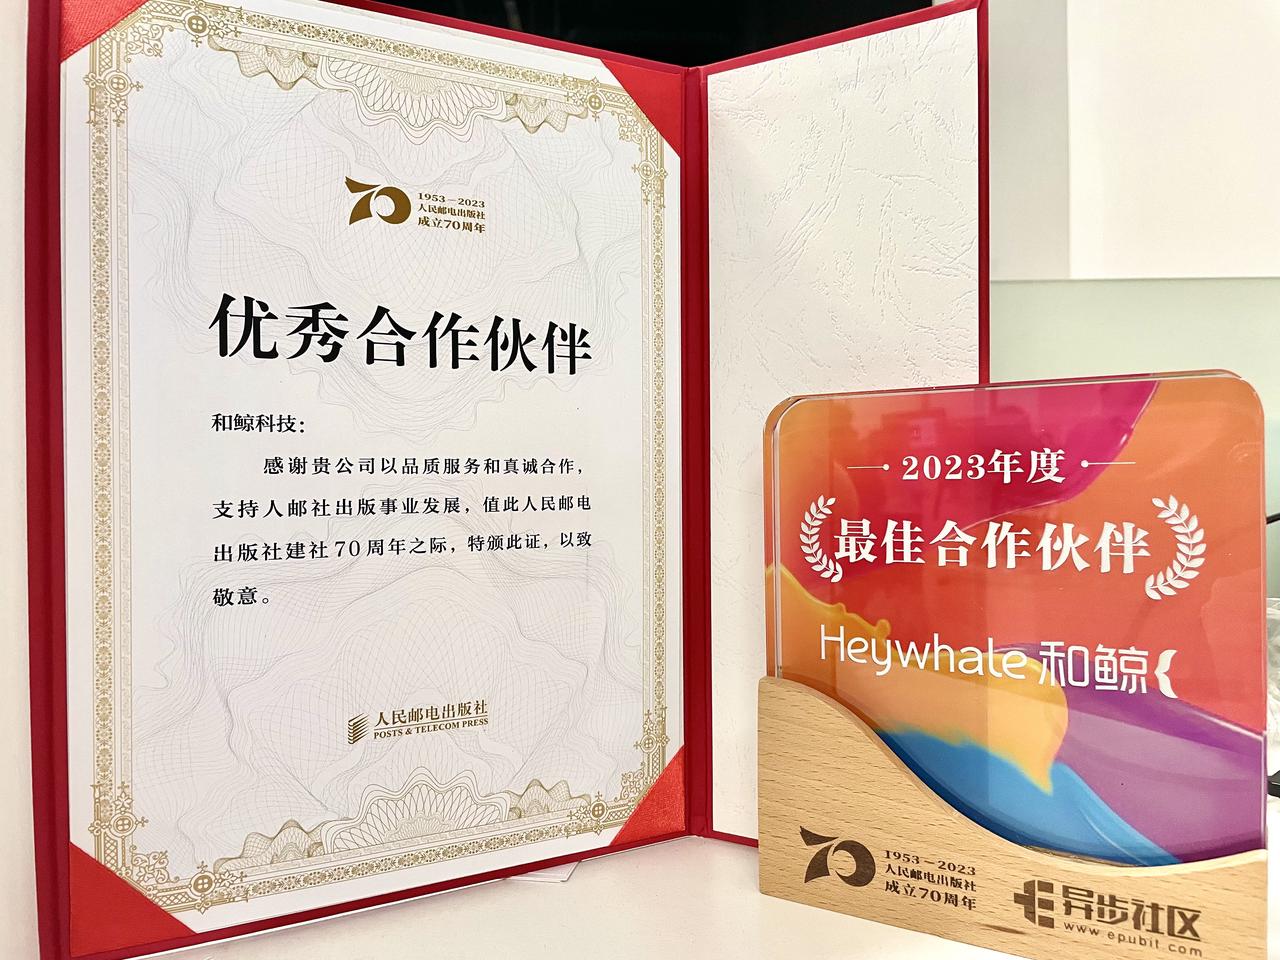 70
1953－2023
人民邮电出版社
成立70周年
优秀合作伙伴
和鲸科技：
感谢贵公司以品质服务和真诚合作，
支持人邮社出版事业发展，值此人民邮电
出版社建社70周年之际，特颁此证，以致
敬意。
人民邮电出版社
POSTS & TELECOM PRESS
2023年度
最佳合作伙伴
Heywhale 和鲸
70
1953－2023
人民邮电出版社
成立70周年
异步社区
www.epubit.com